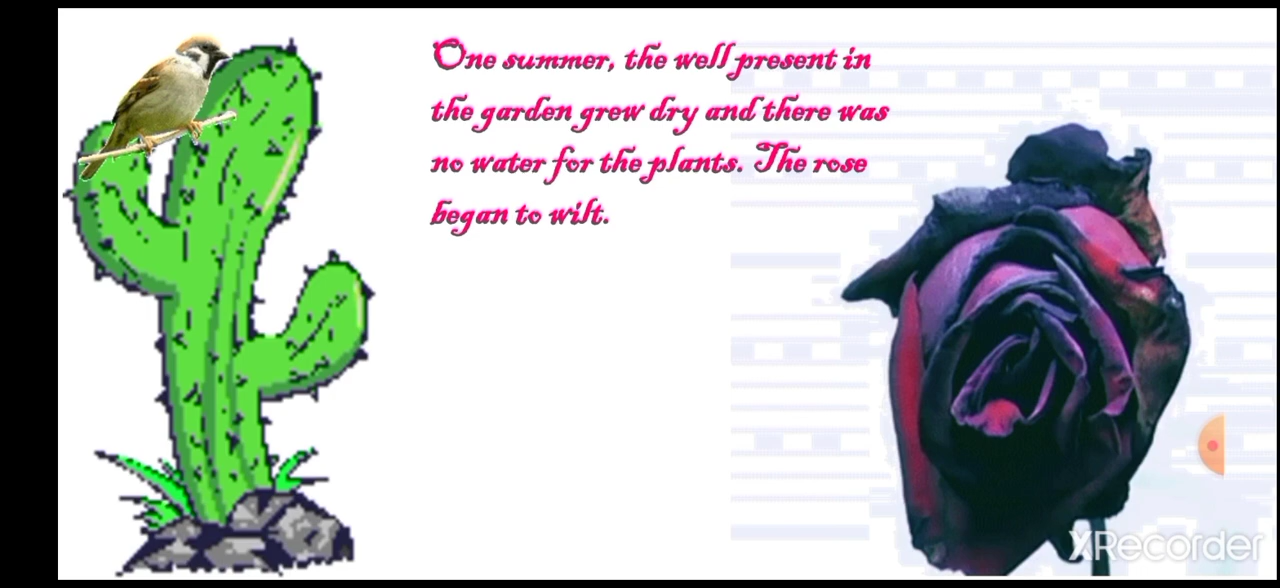 One summer, the well present in
the garden grew dry and there was
no water for the plants. The rose
began to wilt.
XRecorder